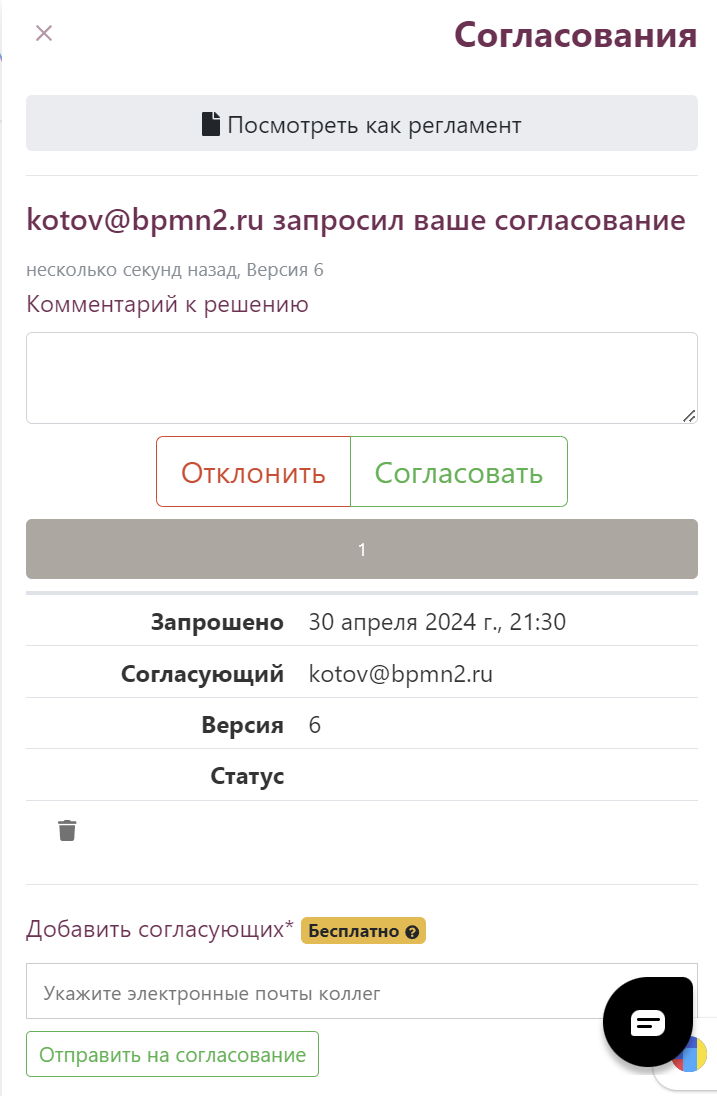 Согласования
Посмотреть как регламент
kotov@bpmn2.ru запросил ваше согласование
несколько секунд назад, Версия 6
Комментарий к решению
Отклонить Согласовать
1
Запрошено 30 апреля 2024 г., 21:30
Согласующий kotov@bpmn2.ru
Версия 6
Статус
Добавить согласующих* Бесплатно ?
Укажите электронные почты коллег
Отправить на согласование